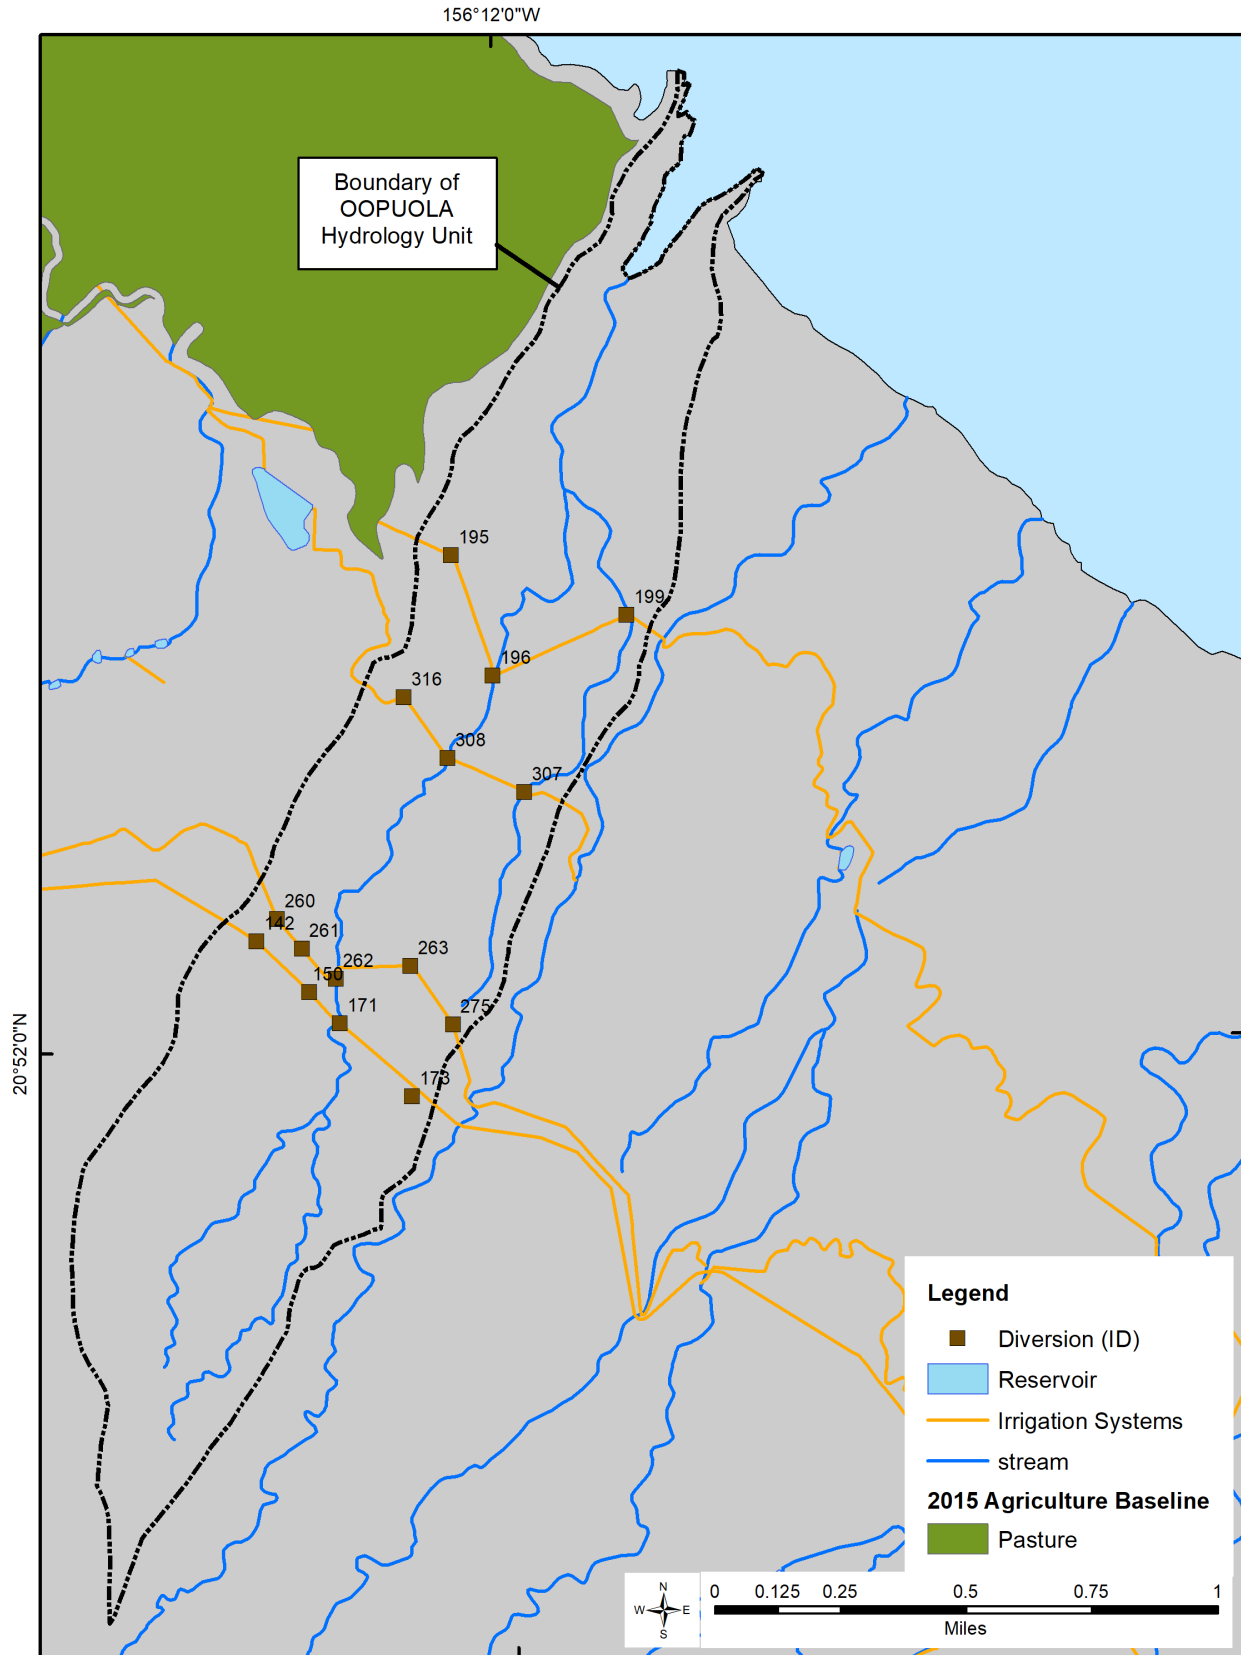 156°12'0"W
Boundary of
OOPUOLA
Hydrology Unit
195
199
196
316
308
307
260
142
261
262
263
150
171
275
173
20°52'0"N
Legend
Diversion (ID)
Reservoir
Irrigation Systems
stream
2015 Agriculture Baseline
Pasture
N
W E
S
0 0.125 0.25 0.5 0.75 1
Miles